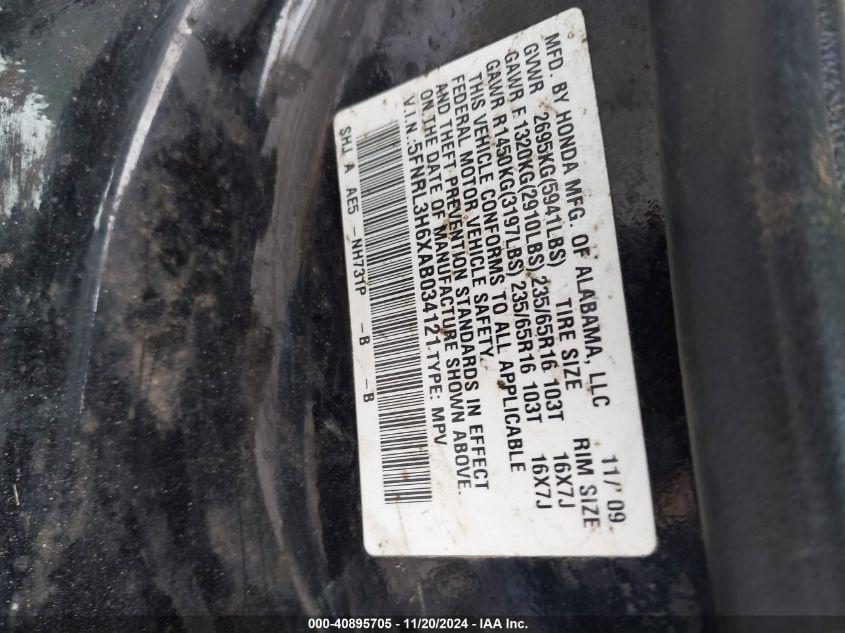 MFD. BY HONDA MFG. OF ALABAMA, LLC 11/'09
GVWR 2695KG(5941LBS) TIRE SIZE RIM SIZE
GAWR F 1320KG(2910LBS) 235/65R16 103T 16X7J
GAWR R1450KG(3197LBS) 235/65R16 103T 16X7J
THIS VEHICLE CONFORMS TO ALL APPLICABLE
FEDERAL MOTOR VEHICLE SAFETY,
AND THEFT PREVENTION STANDARDS IN EFFECT
ON THE DATE OF MANUFACTURE SHOWN ABOVE.
V.I.N.:5FNRL3H6XAB034121 TYPE: MPV
SHJ A AE5 -NH731P -B -B
000-40895705 - 11/20/2024 - IAA Inc.